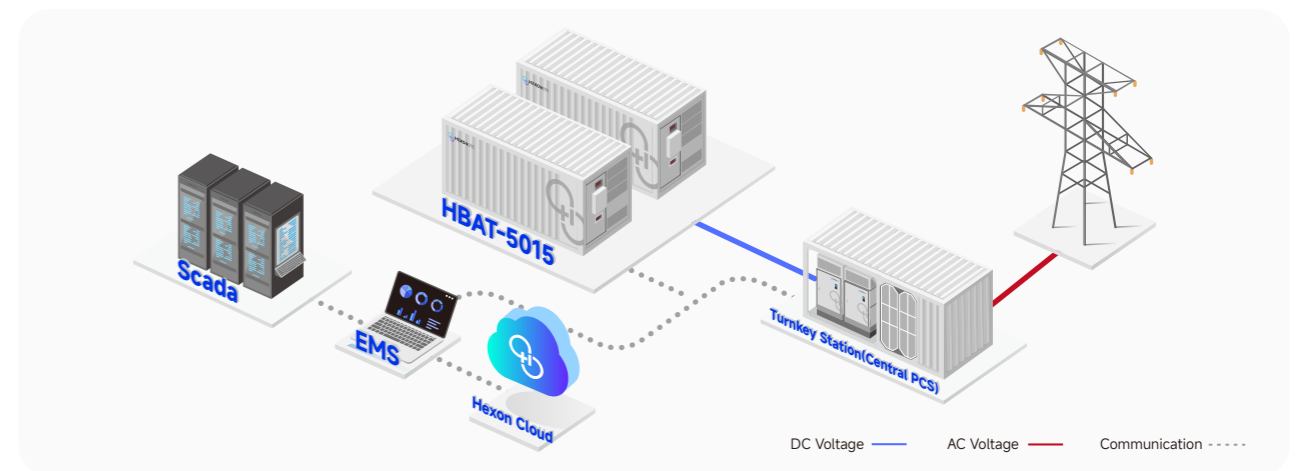 HBAT-5015
Scada
EMS
Hexon Cloud
Turnkey Station(Central PCS)
DC Voltage
AC Voltage
Communication